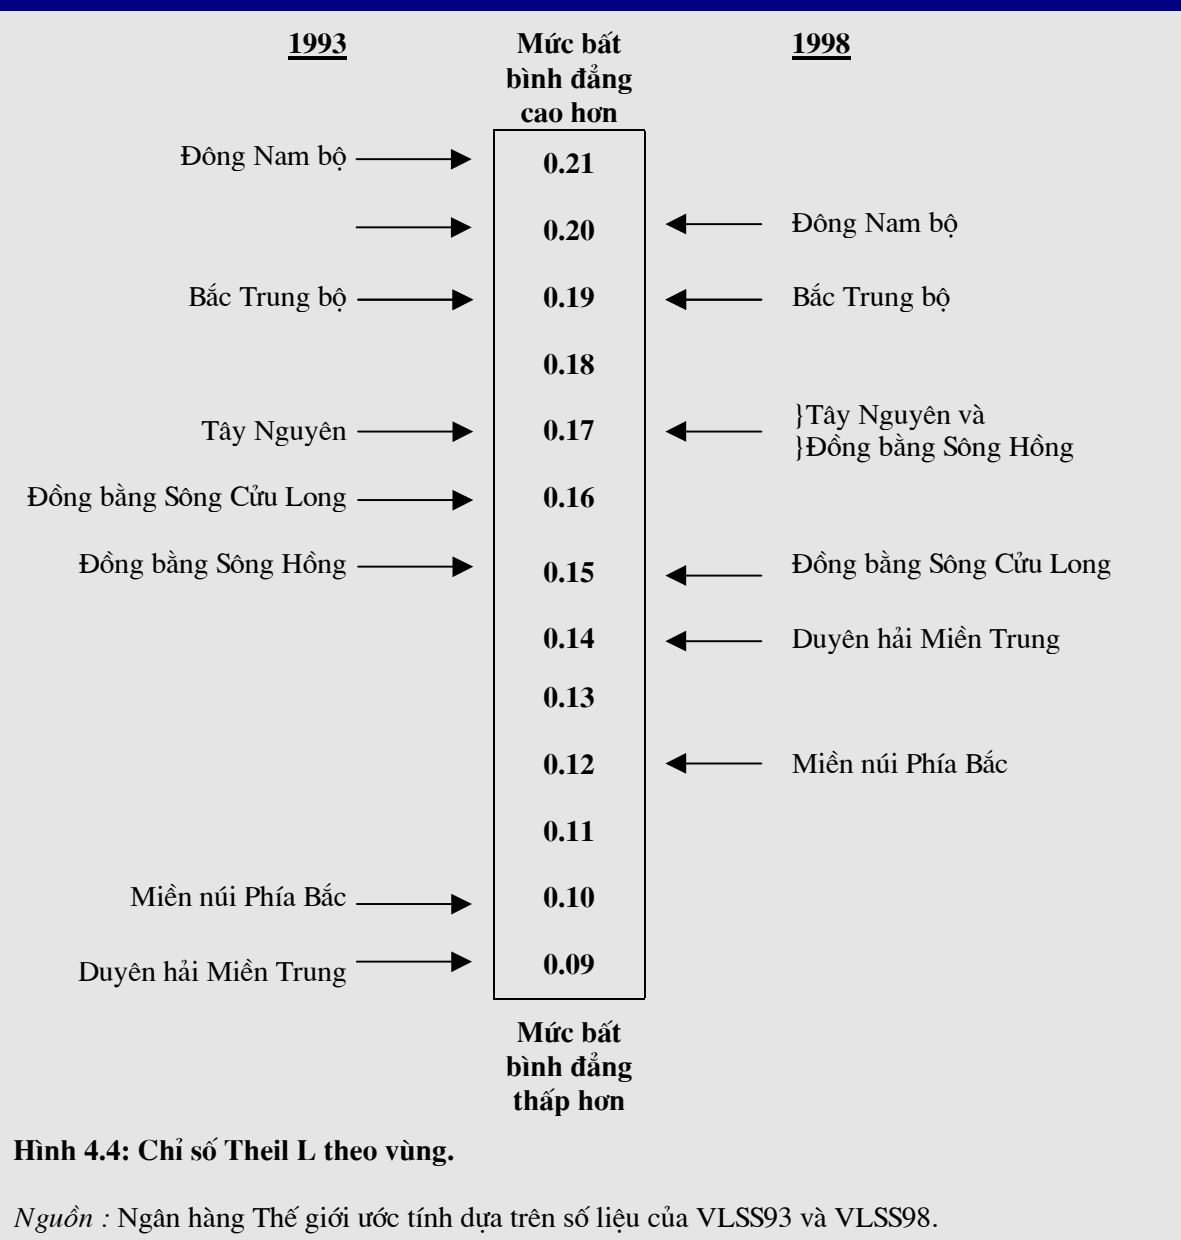 1993
Mức bất
bình đẳng
cao hơn
1998
Đông Nam bộ
0.21
0.20
Đông Nam bộ
Bắc Trung bộ
0.19
Bắc Trung bộ
0.18
Tây Nguyên
0.17
}Tây Nguyên và
}Đồng bằng Sông Hồng
Đồng bằng Sông Cửu Long
0.16
Đồng bằng Sông Hồng
0.15
Đồng bằng Sông Cửu Long
0.14
Duyên hải Miền Trung
0.13
0.12
Miền núi Phía Bắc
0.11
Miền núi Phía Bắc
0.10
Duyên hải Miền Trung
0.09
Mức bất
bình đẳng
thấp hơn
Hình 4.4: Chỉ số Theil L theo vùng.
Nguồn : Ngân hàng Thế giới ước tính dựa trên số liệu của VLSS93 và VLSS98.